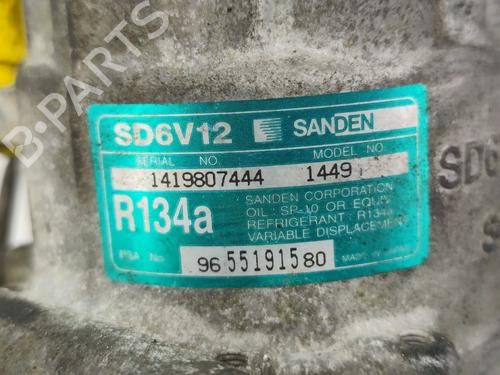 B-PARTS
SD6V12 SANDEN
SERIAL NO. MODEL NO.
1419807444 1449
R134a
SANDEN CORPORATION
OIL : SP-10 OR EQUIV
REFRIGERANT : R134a
VARIABLE DISPLACEMENT
PSA No 96 551915 80 MADE IN
SD6